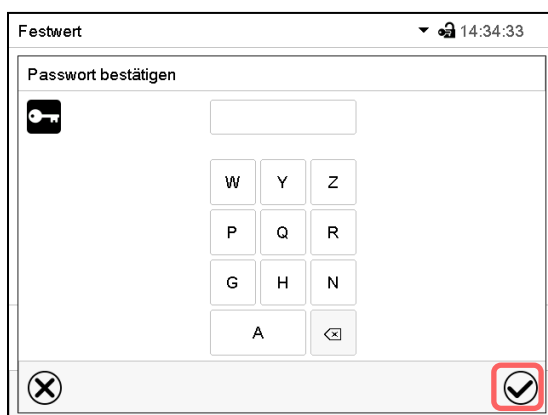 Festwert 14:34:33
Passwort bestätigen
W Y Z
P Q R
G H N
A